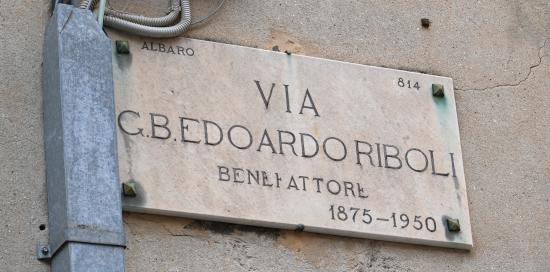 ALBARO
814
VIA
G.B.EDOARDO RIBOLI
BENEFATTORE
1875-1950